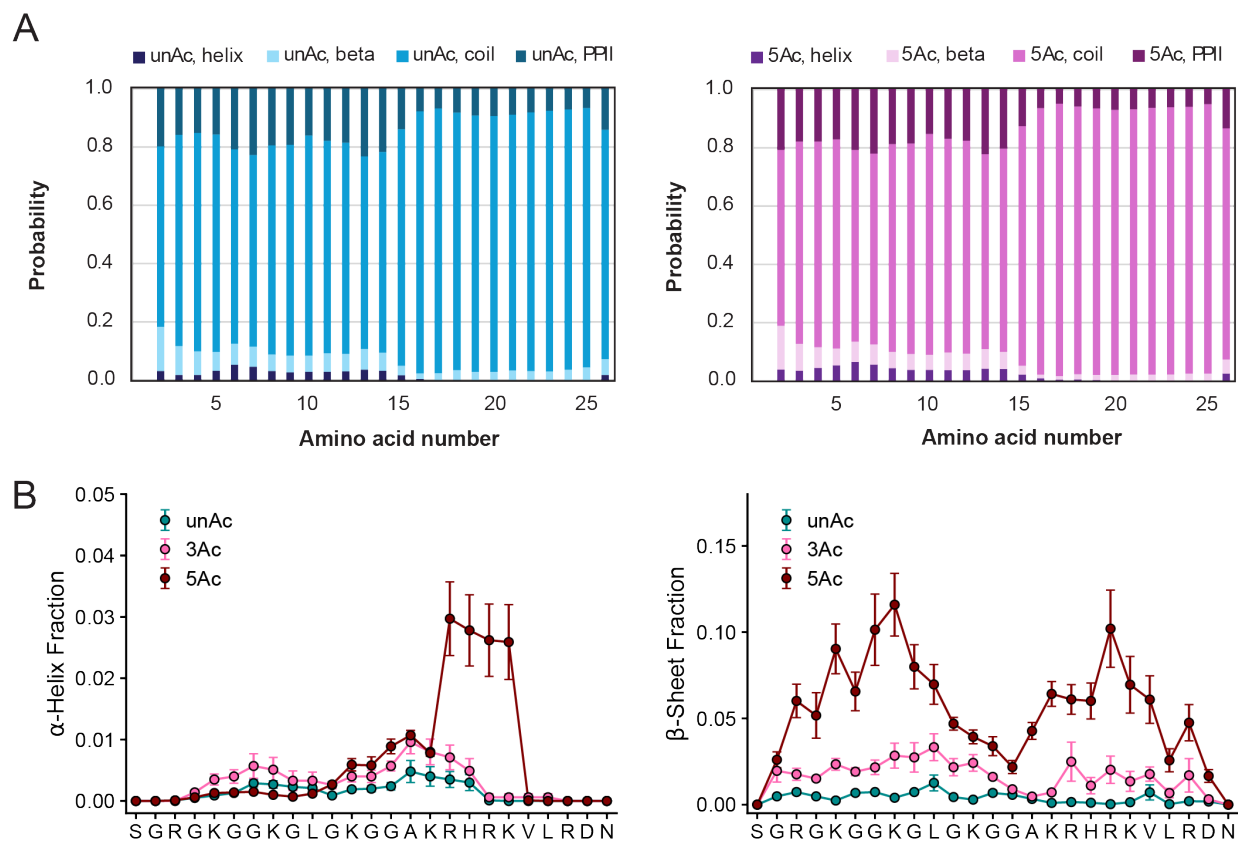 A
unAc, helix unAc, beta unAc, coil unAc, PPII
5Ac, helix 5Ac, beta 5Ac, coil 5Ac, PPII
Probability
1.0
0.8
0.6
0.4
0.2
0.0
5 10 15 20 25
Amino acid number
Probability
1.0
0.8
0.6
0.4
0.2
0.0
5 10 15 20 25
Amino acid number
B
α-Helix Fraction
0.05
0.04
0.03
0.02
0.01
0.00
unAc
3Ac
5Ac
S G R G K G G K G L G K G G A K R H R K V L R D N
β-Sheet Fraction
0.15
0.10
0.05
0.00
unAc
3Ac
5Ac
S G R G K G G K G L G K G G A K R H R K V L R D N